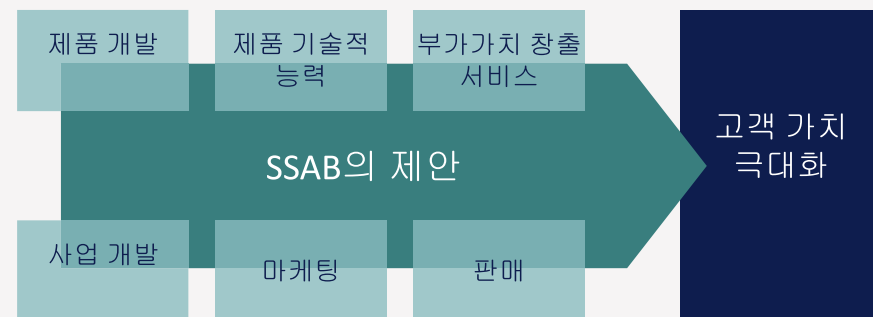 제품 개발
제품 기술적
능력
부가가치 창출
서비스
SSAB의 제안
고객 가치
극대화
사업 개발
마케팅
판매